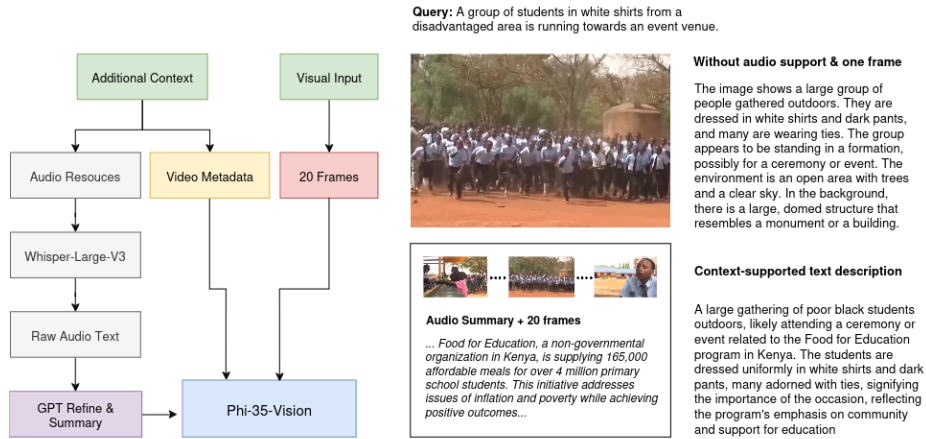 Additional Context
Visual Input
Audio Resouces
Video Metadata
20 Frames
Whisper-Large-V3
Raw Audio Text
GPT Refine &
Summary
Phi-35-Vision
Query: A group of students in white shirts from a
disadvantaged area is running towards an event venue.
Without audio support & one frame
The image shows a large group of
people gathered outdoors. They are
dressed in white shirts and dark pants,
and many are wearing ties. The group
appears to be standing in a formation,
possibly for a ceremony or event. The
environment is an open area with trees
and a clear sky. In the background,
there is a large, domed structure that
resembles a monument or a building.
Audio Summary + 20 frames
... Food for Education, a non-governmental
organization in Kenya, is supplying 165,000
affordable meals for over 4 million primary
school students. This initiative addresses
issues of inflation and poverty while achieving
positive outcomes...
Context-supported text description
A large gathering of poor black students
outdoors, likely attending a ceremony or
event related to the Food for Education
program in Kenya. The students are
dressed uniformly in white shirts and dark
pants, many adorned with ties, signifying
the importance of the occasion, reflecting
the program's emphasis on community
and support for education